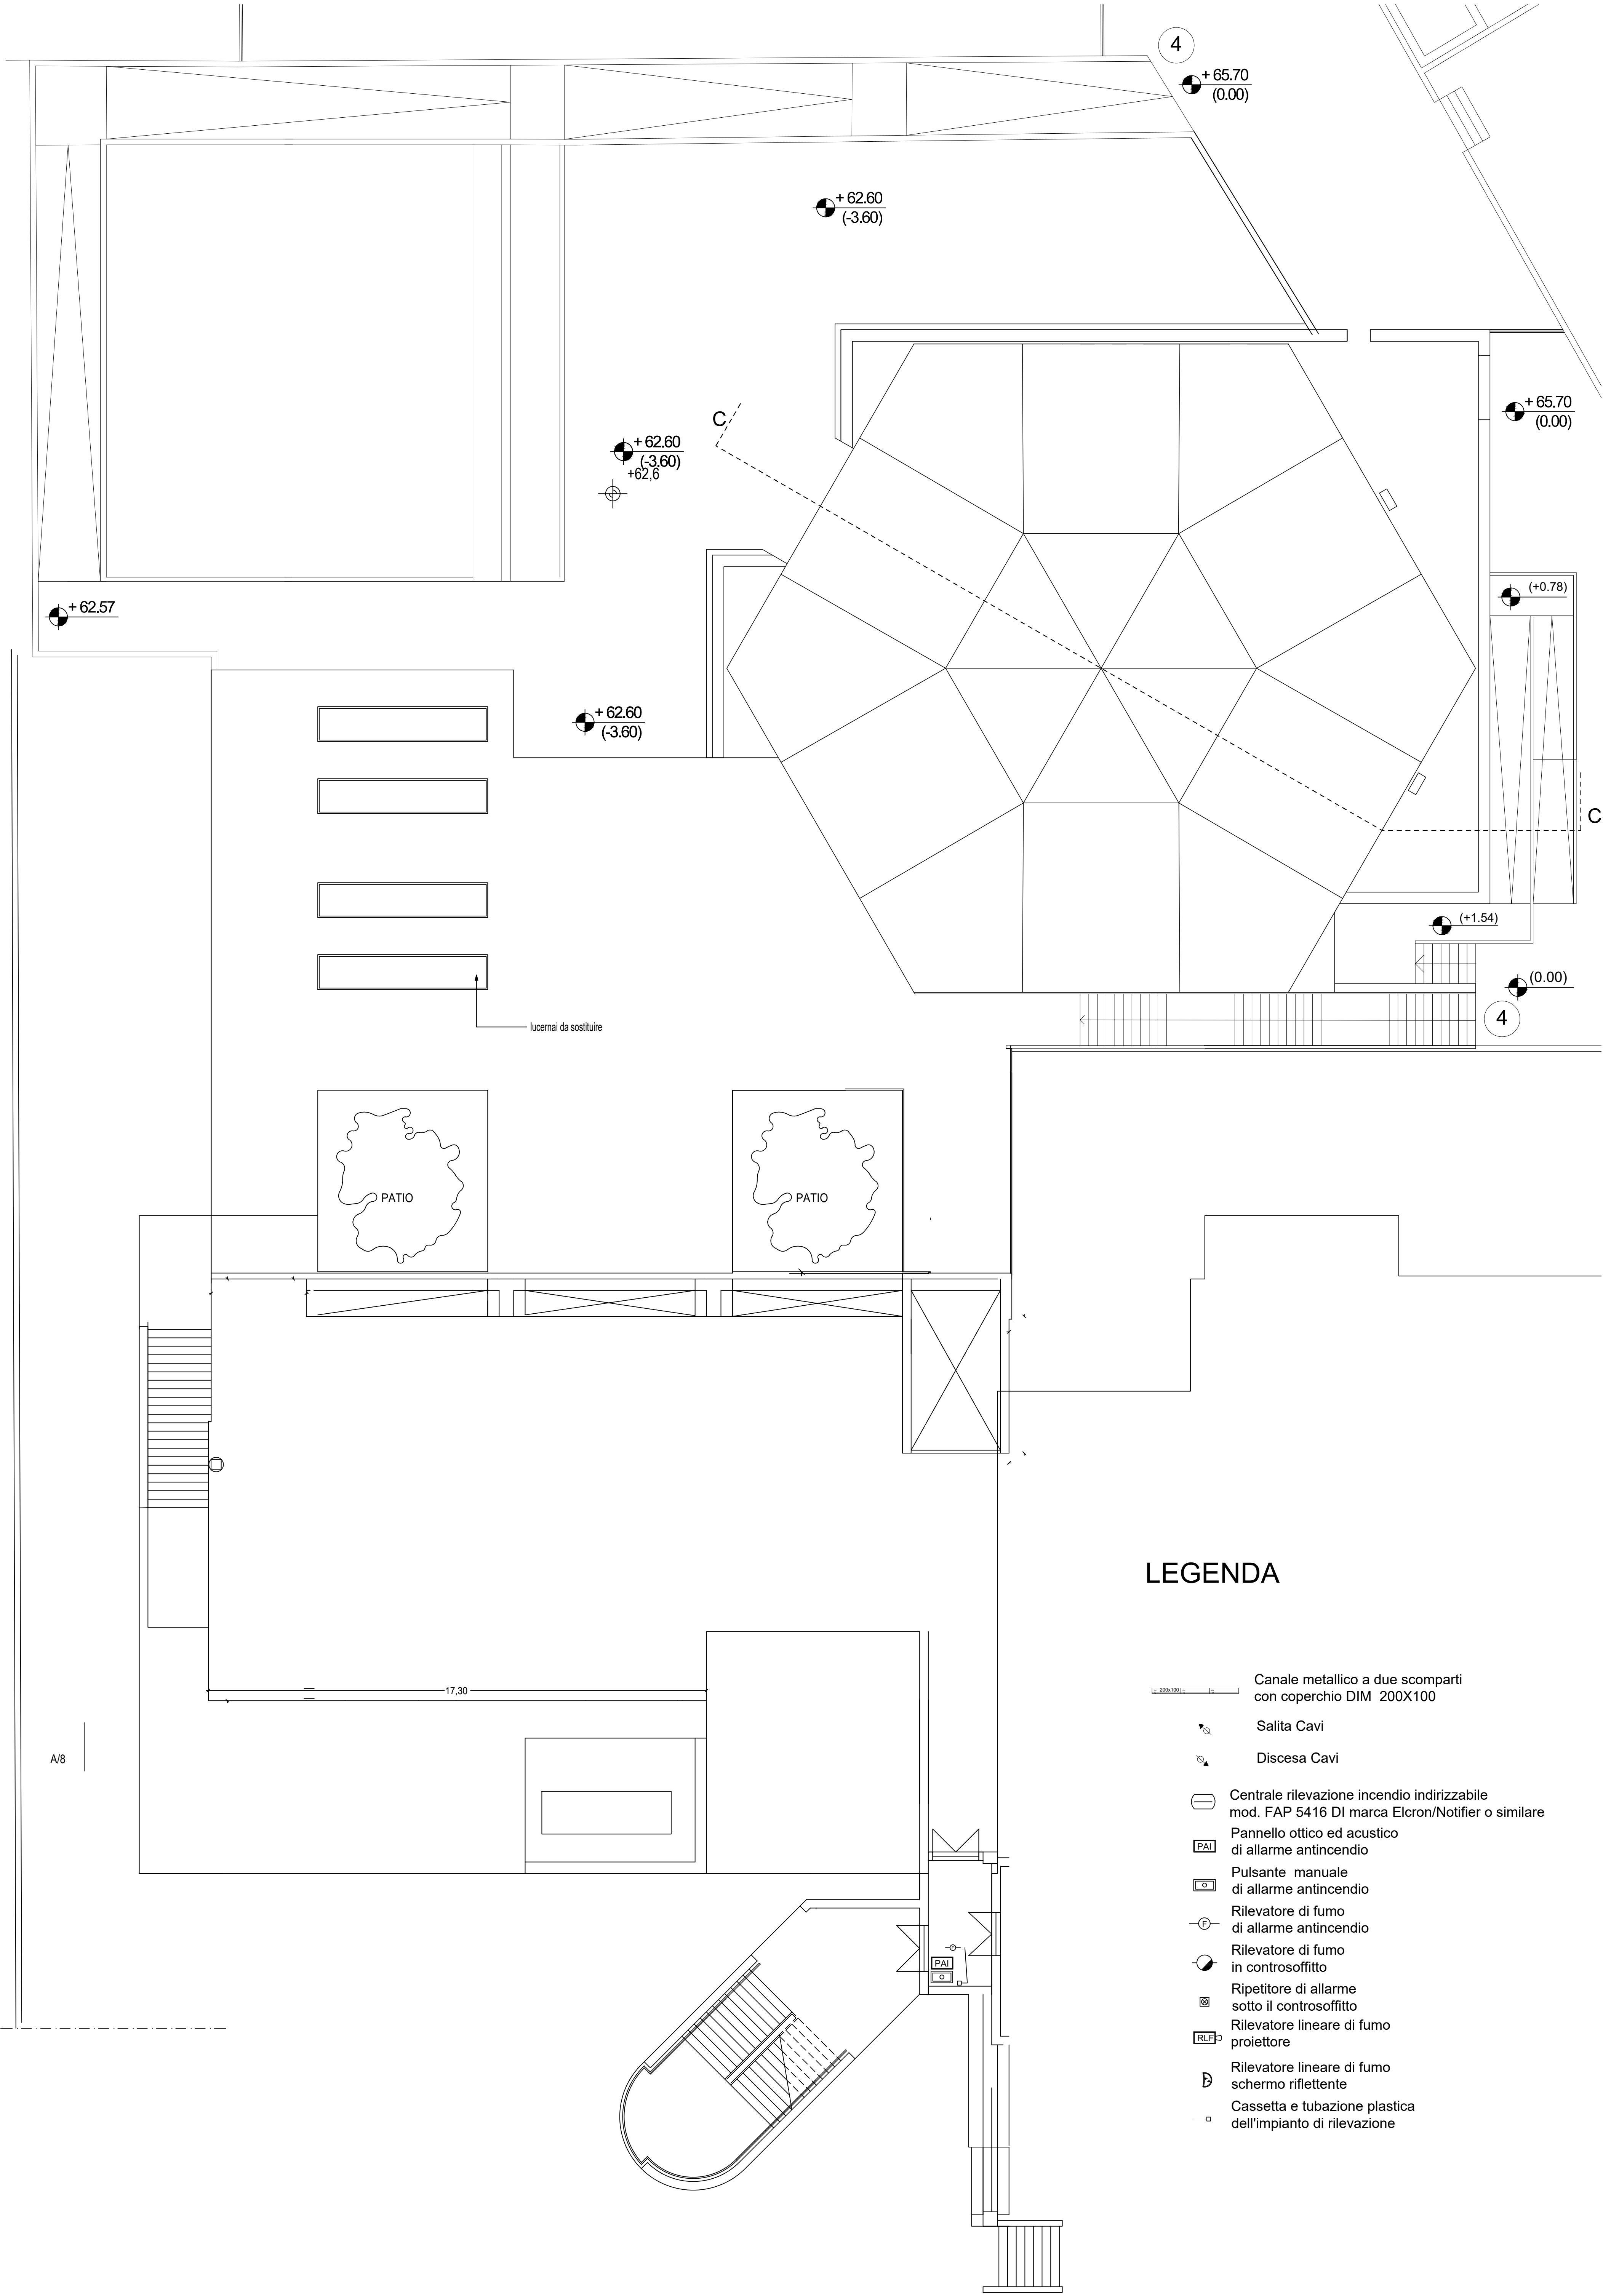 4
+ 65.70
(0.00)
+ 62.60
(-3.60)
C
+ 62.60
(-3.60)
+62,6
+ 65.70
(0.00)
(+0.78)
+ 62.57
+ 62.60
(-3.60)
C
(+1.54)
(0.00)
4
lucernai da sostituire
PATIO
PATIO
17,30
A/8
PAI
LEGENDA
200x100
Canale metallico a due scomparti
con coperchio DIM 200X100
Salita Cavi
Discesa Cavi
Centrale rilevazione incendio indirizzabile
mod. FAP 5416 DI marca Elcron/Notifier o similare
PAI
Pannello ottico ed acustico
di allarme antincendio
Pulsante manuale
di allarme antincendio
F
Rilevatore di fumo
di allarme antincendio
Rilevatore di fumo
in controsoffitto
Ripetitore di allarme
sotto il controsoffitto
RLF
Rilevatore lineare di fumo
proiettore
Rilevatore lineare di fumo
schermo riflettente
Cassetta e tubazione plastica
dell'impianto di rilevazione